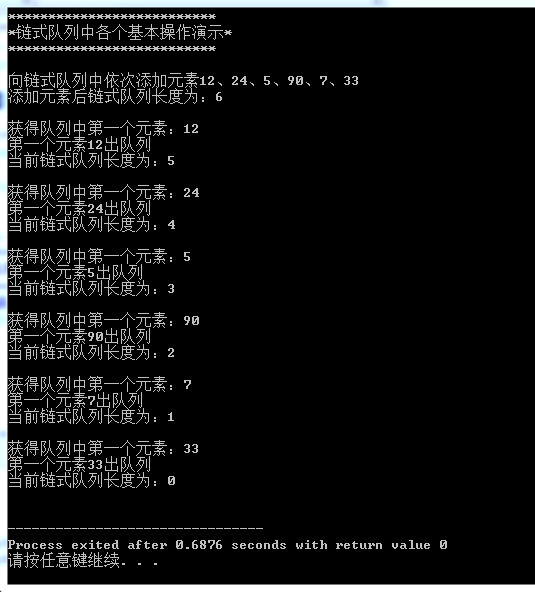 **************************
*链式队列中各个基本操作演示*
**************************
向链式队列中依次添加元素12、24、5、90、7、33
添加元素后链式队列长度为：6
获得队列中第一个元素：12
第一个元素12出队列
当前链式队列长度为：5
获得队列中第一个元素：24
第一个元素24出队列
当前链式队列长度为：4
获得队列中第一个元素：5
第一个元素5出队列
当前链式队列长度为：3
获得队列中第一个元素：90
第一个元素90出队列
当前链式队列长度为：2
获得队列中第一个元素：7
第一个元素7出队列
当前链式队列长度为：1
获得队列中第一个元素：33
第一个元素33出队列
当前链式队列长度为：0
--------------------------------
Process exited after 0.6876 seconds with return value 0
请按任意键继续. . .